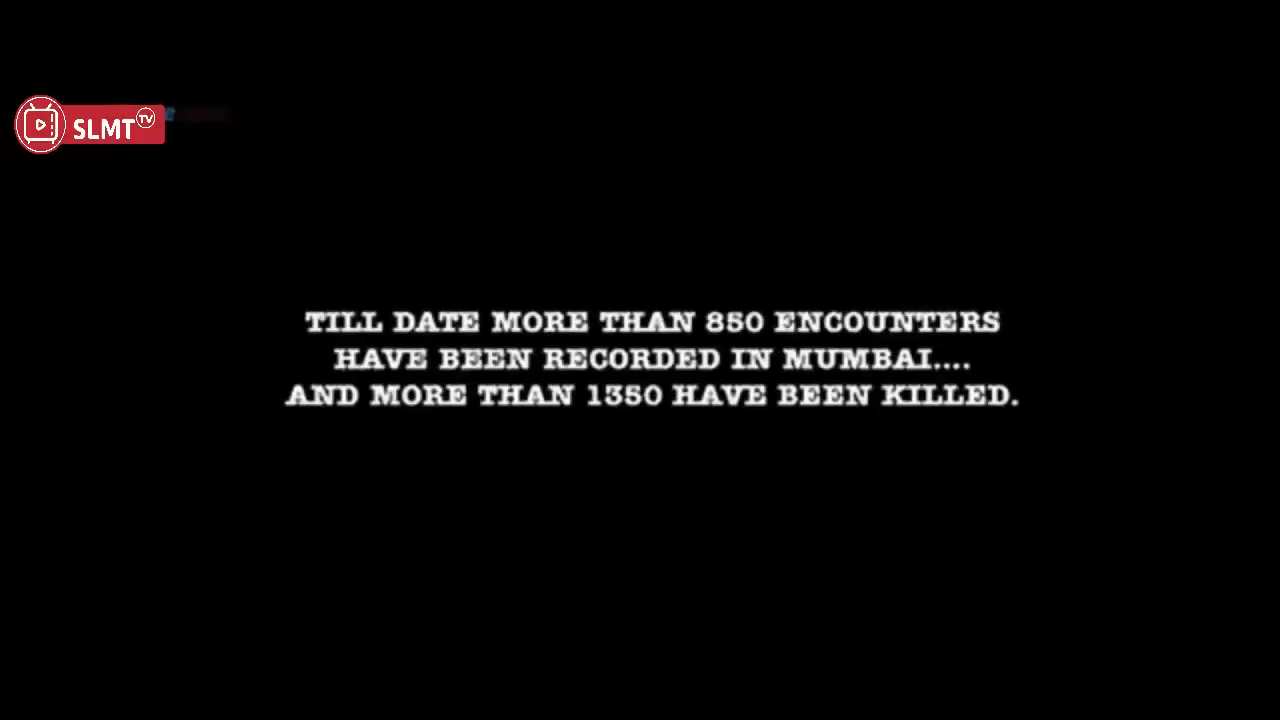 SLMT TV
TILL DATE MORE THAN 850 ENCOUNTERS
HAVE BEEN RECORDED IN MUMBAI....
AND MORE THAN 1350 HAVE BEEN KILLED.